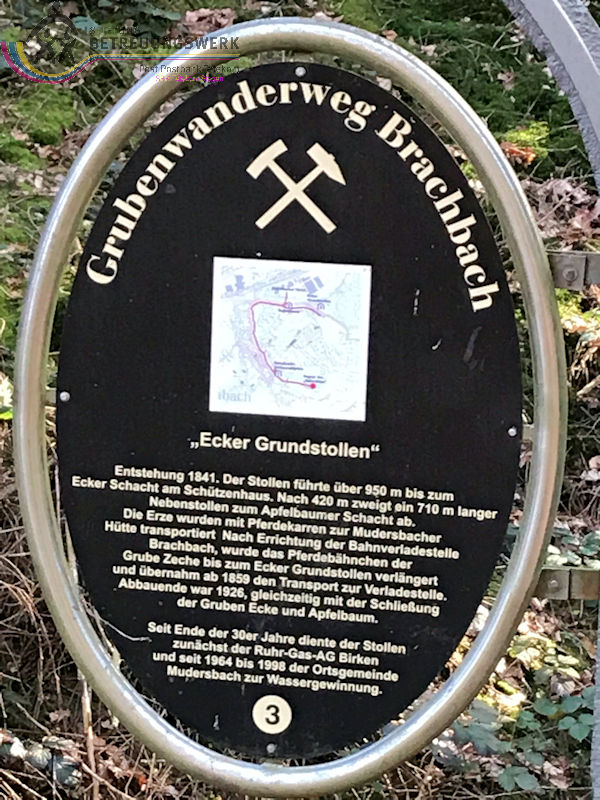 BETREUUNGSWERK
Grubenwanderweg Brachbach
ibach
„Ecker Grundstollen“
Entstehung 1841. Der Stollen führte über 950 m bis zum
Ecker Schacht am Schützenhaus. Nach 420 m zweigt ein 710 m langer
Nebenstollen zum Apfelbaumer Schacht ab.
Die Erze wurden mit Pferdekarren zur Mudersbacher
Hütte transportiert Nach Errichtung der Bahnverladestelle
Brachbach, wurde das Pferdebähnchen der
Grube Zeche bis zum Ecker Grundstollen verlängert
und übernahm ab 1859 den Transport zur Verladestelle.
Abbauende war 1926, gleichzeitig mit der Schließung
der Gruben Ecke und Apfelbaum.
Seit Ende der 30er Jahre diente der Stollen
zunächst der Ruhr-Gas-AG Birken
und seit 1964 bis 1998 der Ortsgemeinde
Mudersbach zur Wassergewinnung.
3